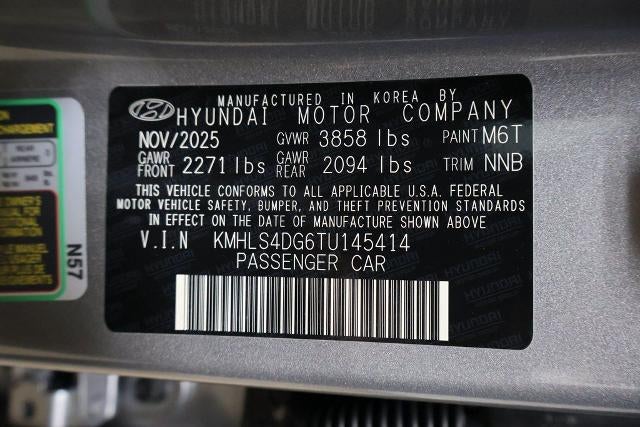 MANUFACTURED IN KOREA BY
HYUNDAI MOTOR COMPANY
NOV/2025 GVWR 3858 lbs PAINT M6T
GAWR FRONT 2271 lbs GAWR REAR 2094 lbs TRIM NNB
THIS VEHICLE CONFORMS TO ALL APPLICABLE U.S.A. FEDERAL
MOTOR VEHICLE SAFETY, BUMPER, AND THEFT PREVENTION STANDARDS
IN EFFECT ON THE DATE OF MANUFACTURE SHOWN ABOVE
V.I.N KMHLS4DG6TU145414
PASSENGER CAR
N57